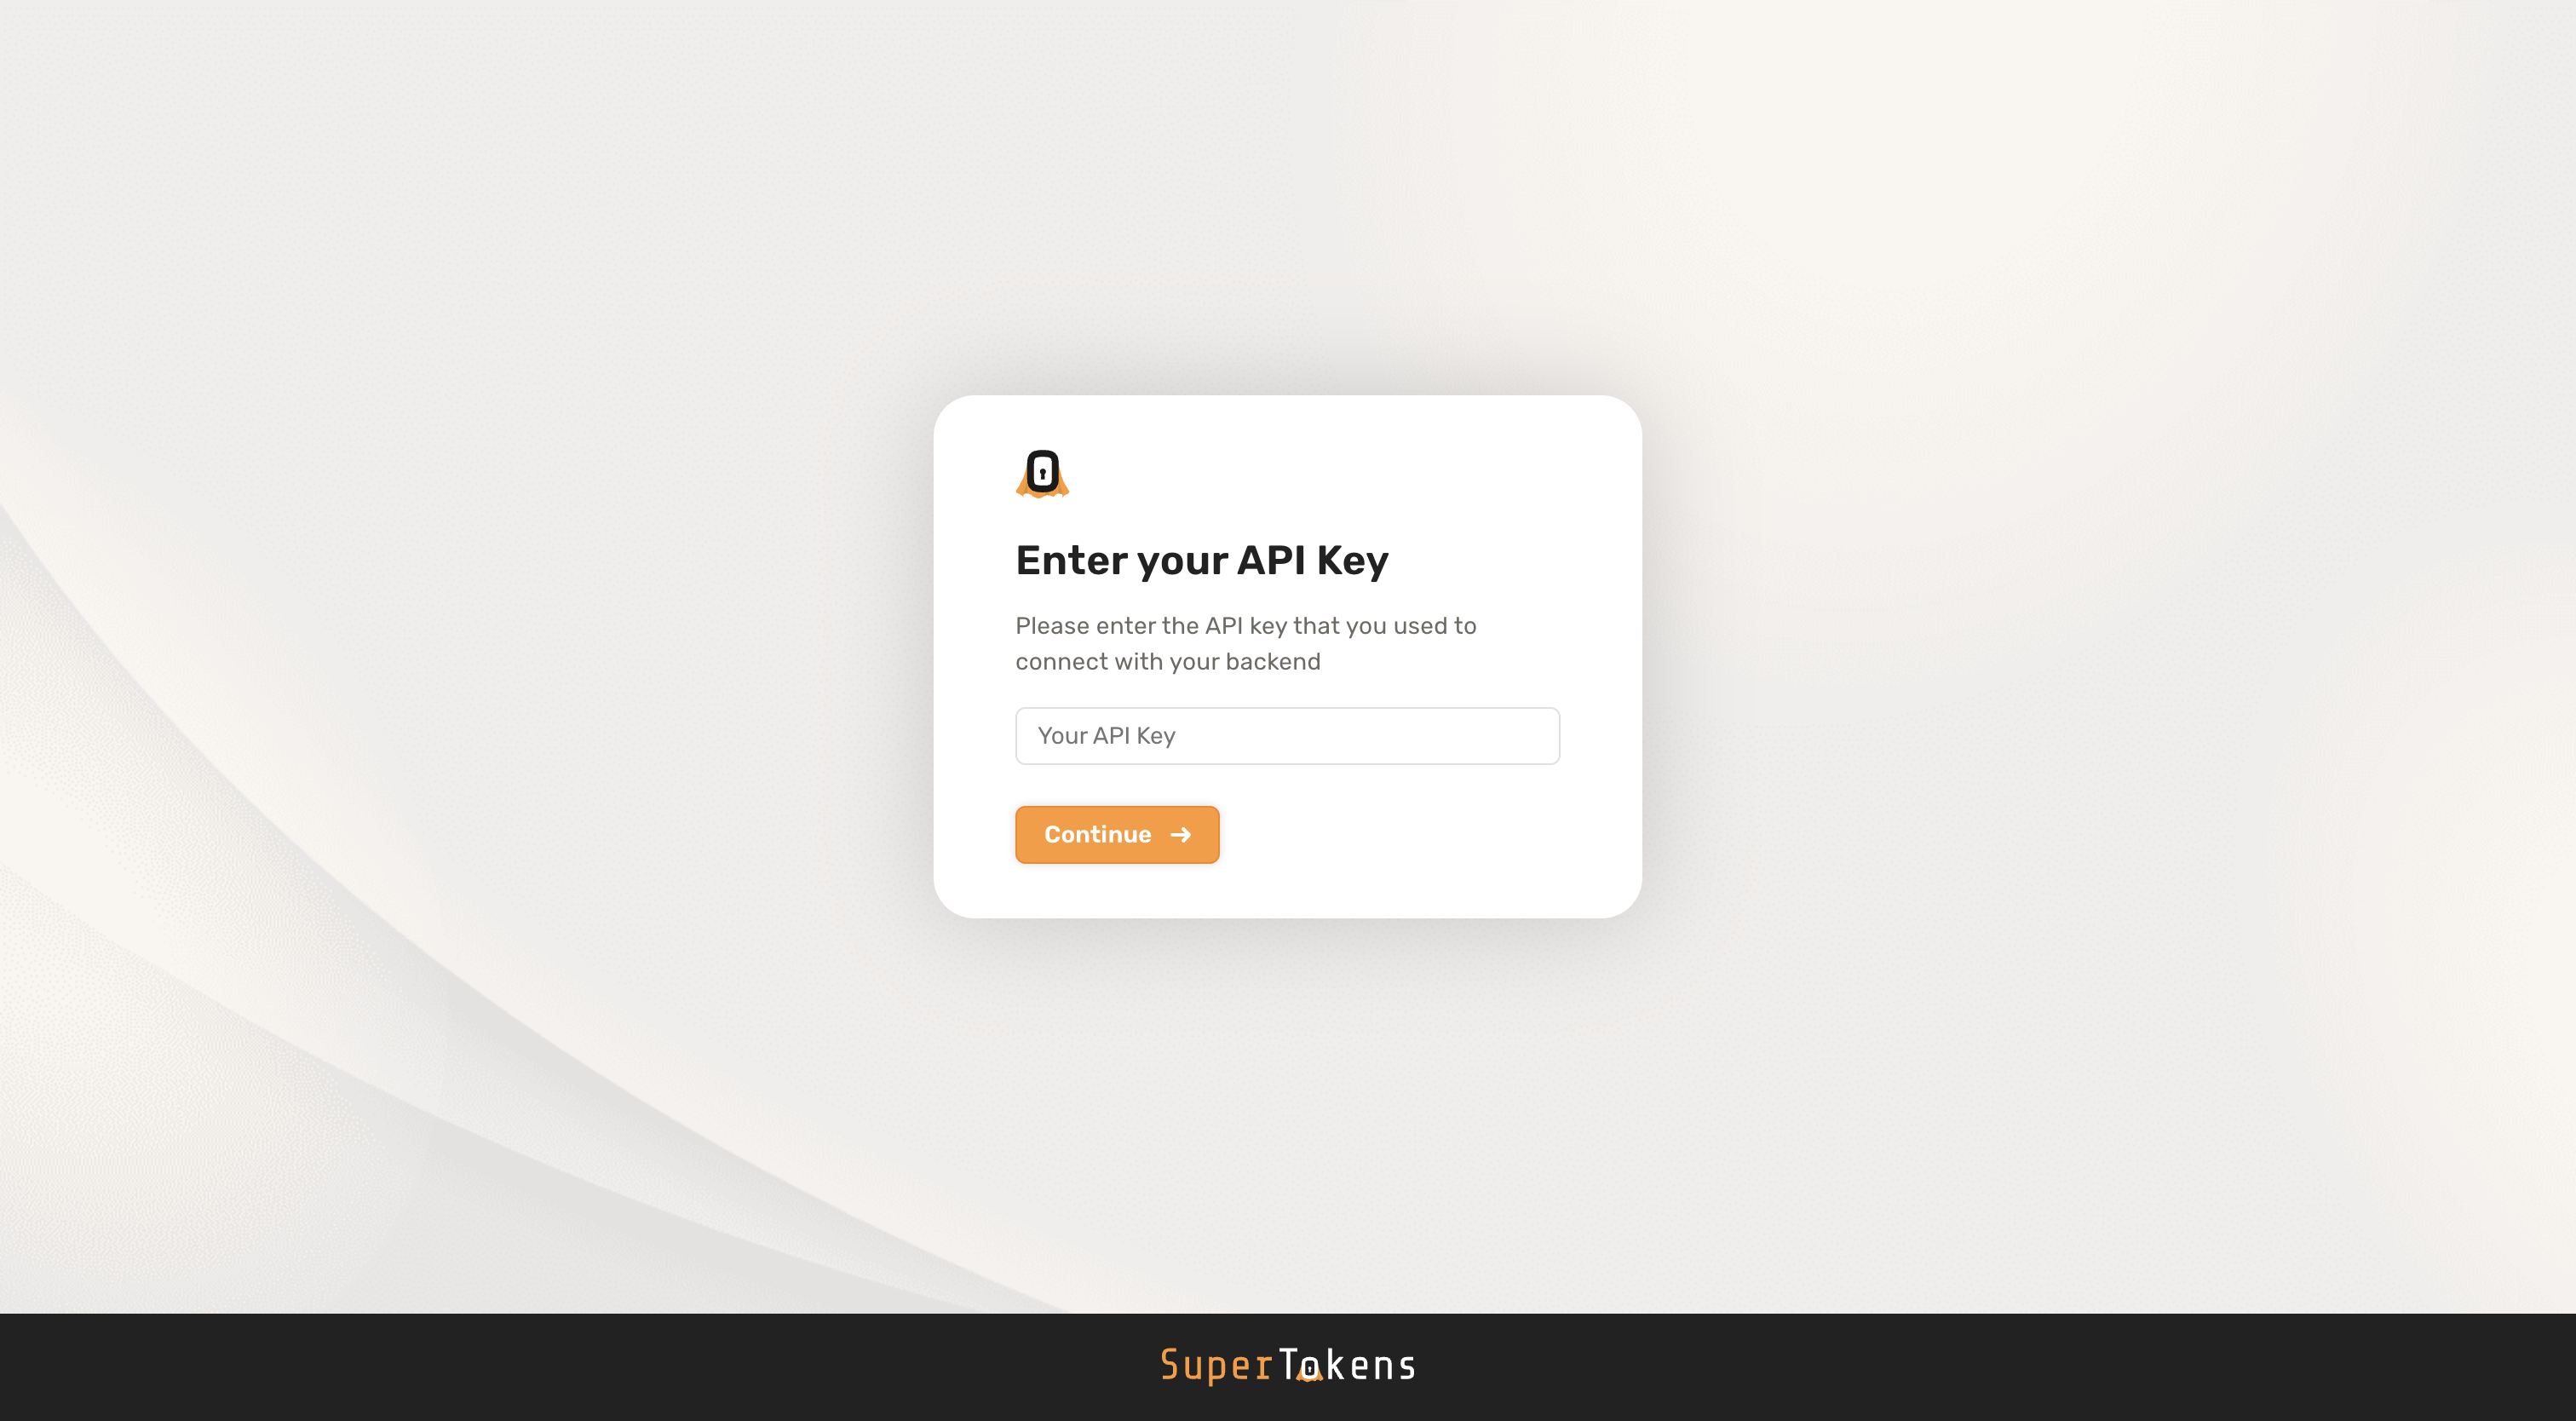 Enter your API Key
Please enter the API key that you used to
connect with your backend
Your API Key
Continue
SuperTokens